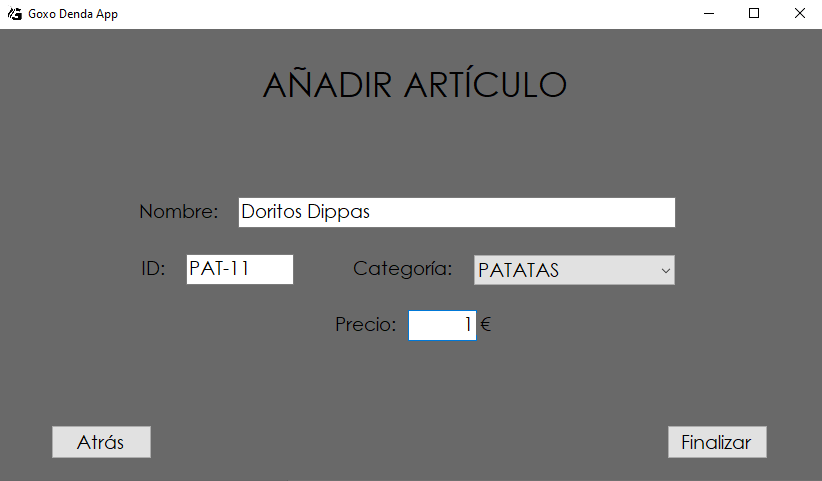 Goxo Denda App
AÑADIR ARTÍCULO
Nombre: Doritos Dippas
ID: PAT-11 Categoría: PATATAS
Precio: 1 €
Atrás Finalizar